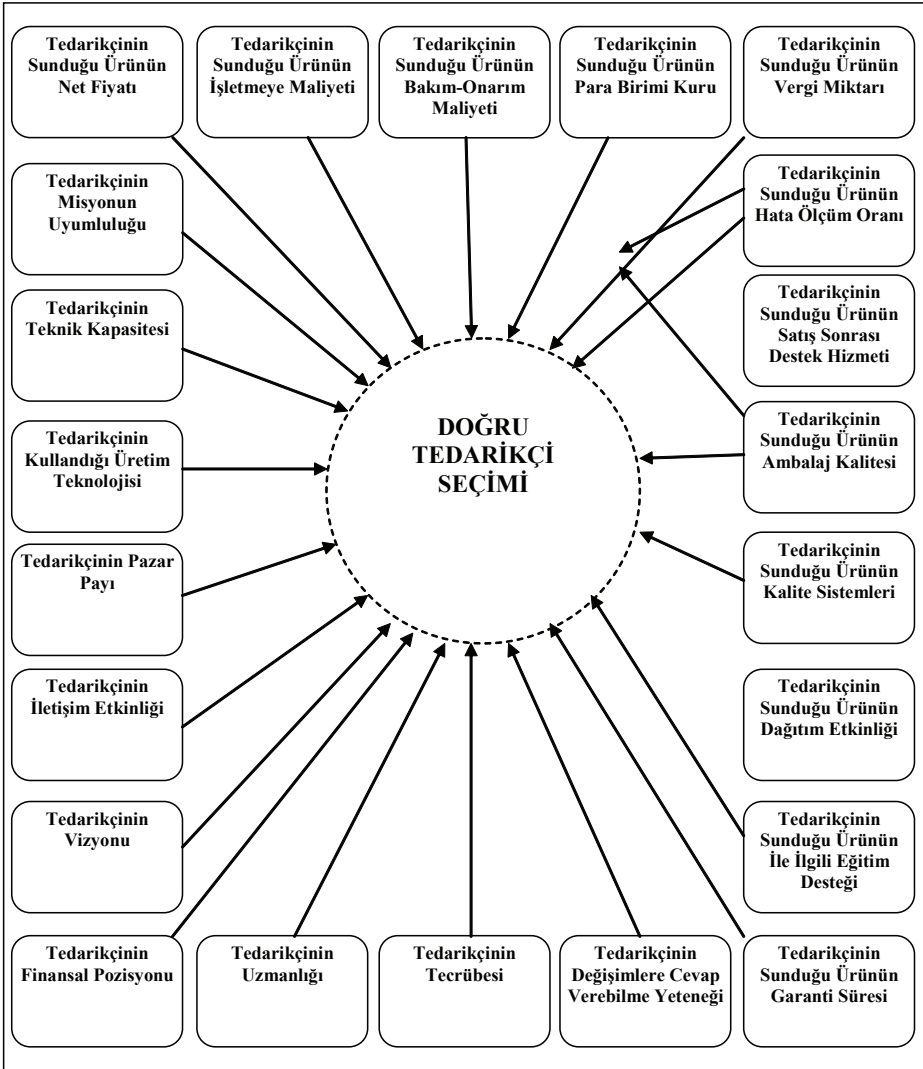 Tedarikçinin
Sunduğu Ürünün
Net Fiyatı
Tedarikçinin
Sunduğu Ürünün
İşletmeye Maliyeti
Tedarikçinin
Sunduğu Ürünün
Bakım-Onarım
Maliyeti
Tedarikçinin
Sunduğu Ürünün
Para Birimi Kuru
Tedarikçinin
Sunduğu Ürünün
Vergi Miktarı
Tedarikçinin
Misyonun
Uyumluluğu
Tedarikçinin
Sunduğu Ürünün
Hata Ölçüm Oranı
Tedarikçinin
Teknik Kapasitesi
Tedarikçinin
Sunduğu Ürünün
Satış Sonrası
Destek Hizmeti
DOĞRU
TEDARİKÇİ
SEÇİMİ
Tedarikçinin
Kullandığı Üretim
Teknolojisi
Tedarikçinin
Sunduğu Ürünün
Ambalaj Kalitesi
Tedarikçinin Pazar
Payı
Tedarikçinin
Sunduğu Ürünün
Kalite Sistemleri
Tedarikçinin
İletişim Etkinliği
Tedarikçinin
Sunduğu Ürünün
Dağıtım Etkinliği
Tedarikçinin
Vizyonu
Tedarikçinin
Sunduğu Ürünün
İle İlgili Eğitim
Desteği
Tedarikçinin
Finansal Pozisyonu
Tedarikçinin
Uzmanlığı
Tedarikçinin
Tecrübesi
Tedarikçinin
Değişimlere Cevap
Verebilme Yeteneği
Tedarikçinin
Sunduğu Ürünün
Garanti Süresi